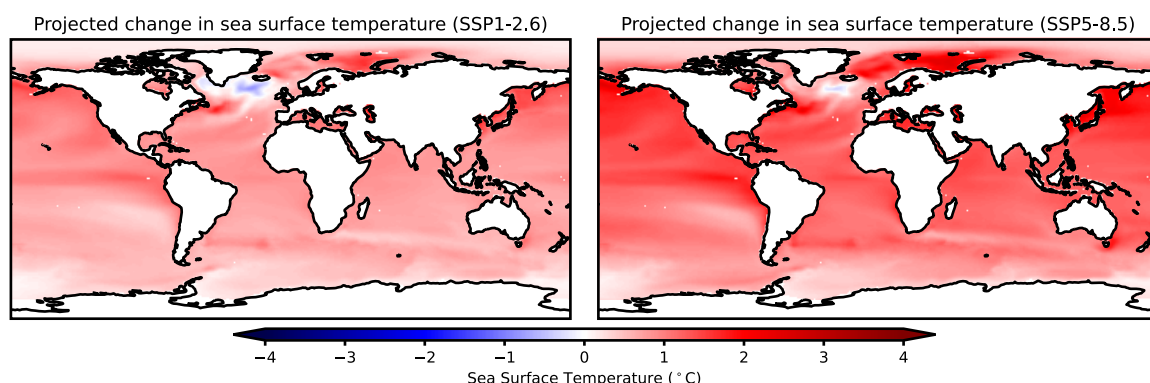 Projected change in sea surface temperature (SSP1-2.6)
Projected change in sea surface temperature (SSP5-8.5)
−4 −3 −2 −1 0 1 2 3 4
Sea Surface Temperature (°C)